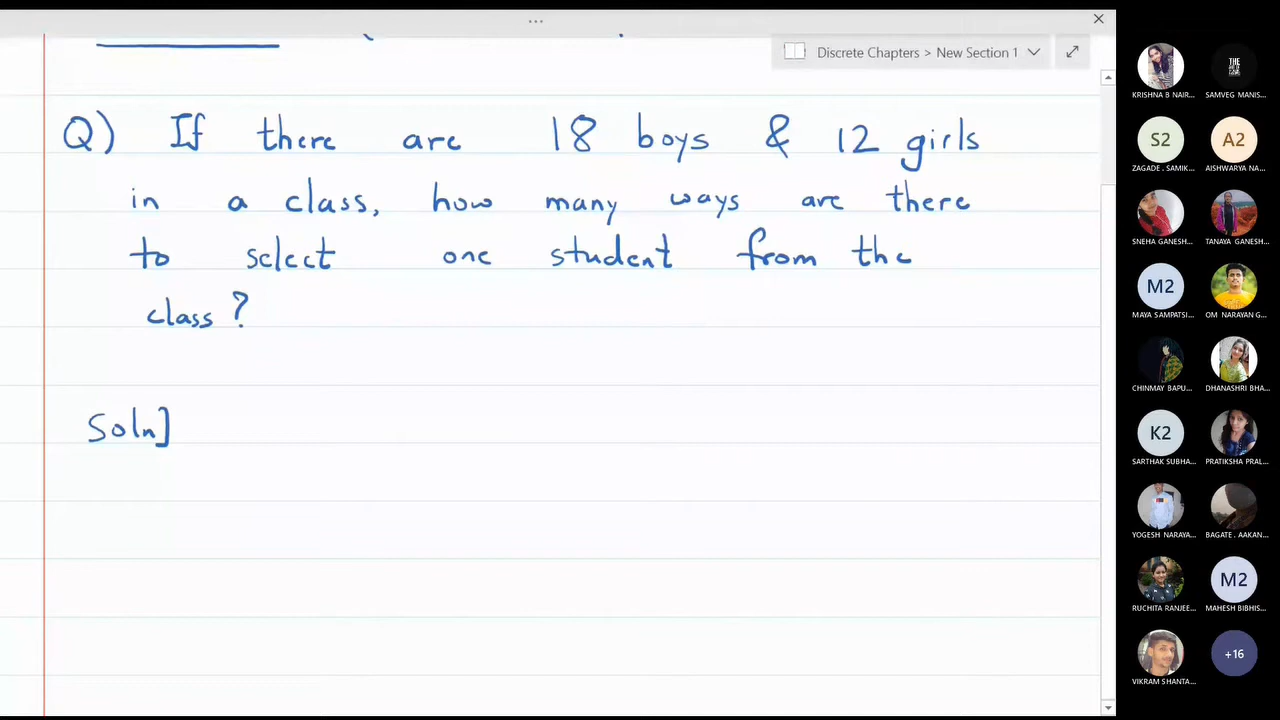 ...
Discrete Chapters > New Section 1
Q) If there are 18 boys & 12 girls
in a class, how many ways are there
to select one student from the
class?
Soln]
KRISHNA B NAIR...
THE
SAMVEG MANIS...
S2
ZAGADE . SAMIK...
A2
AISHWARYA NA...
SNEHA GANESH...
TANAYA GANESH...
M2
MAYA SAMPATSI...
OM NARAYAN G...
CHINMAY BAPU...
DHANASHRI BHA...
K2
SARTHAK SUBHA...
PRATIKSHA PRAL...
YOGESH NARAYA...
BAGATE . AAKAN...
RUCHITA RANJEE...
M2
MAHESH BIBHIS...
VIKRAM SHANTA...
+16